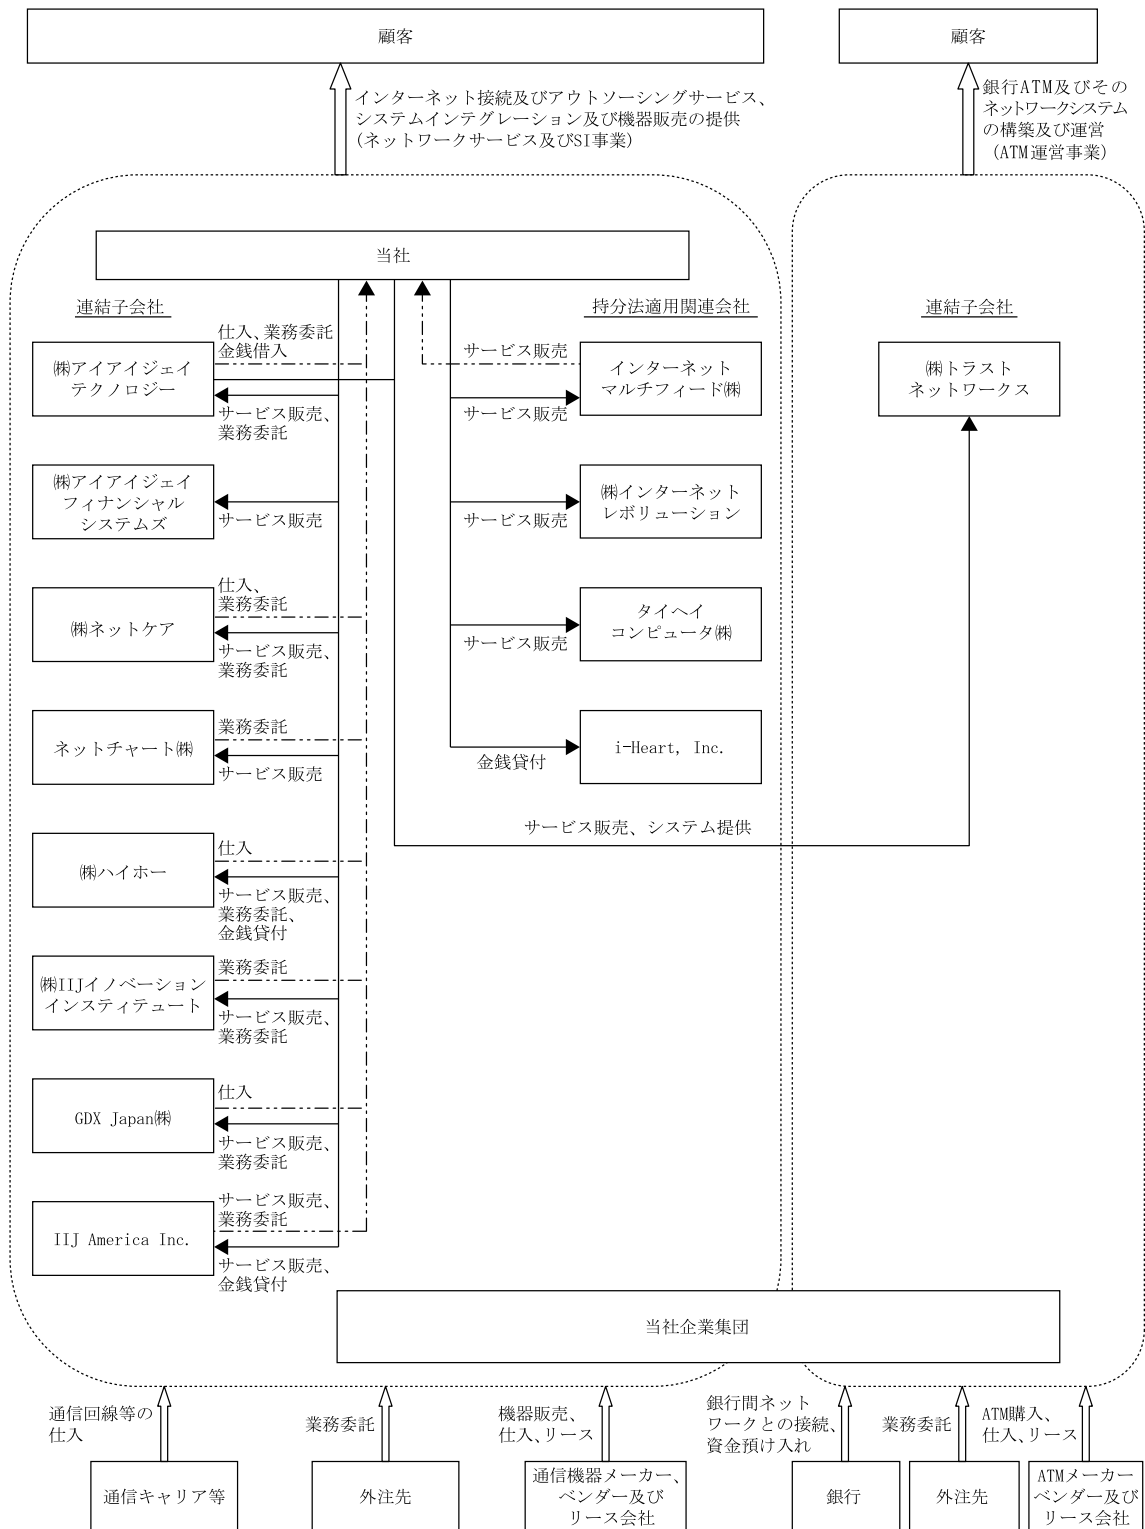 顧客
顧客
インターネット接続及びアウトソーシングサービス、
システムインテグレーション及び機器販売の提供
(ネットワークサービス及びSI事業)
銀行ATM及びその
ネットワークシステム
の構築及び運営
(ATM運営事業)
当社
連結子会社
持分法適用関連会社
連結子会社
㈱アイアイジェイ
テクノロジー
仕入、業務委託
金銭借入
サービス販売、
業務委託
サービス販売
サービス販売
インターネット
マルチフィード㈱
㈱トラスト
ネットワークス
㈱アイアイジェイ
フィナンシャル
システムズ
サービス販売
サービス販売
㈱インターネット
レボリューション
㈱ネットケア
仕入、
業務委託
サービス販売、
業務委託
サービス販売
タイヘイ
コンピュータ㈱
ネットチャート㈱
業務委託
サービス販売
金銭貸付
i-Heart, Inc.
サービス販売、システム提供
㈱ハイホー
仕入
サービス販売、
業務委託、
金銭貸付
㈱IIJイノベーション
インスティテュート
業務委託
サービス販売、
業務委託
GDX Japan㈱
仕入
サービス販売、
業務委託
IIJ America Inc.
サービス販売、
業務委託
サービス販売、
金銭貸付
当社企業集団
通信回線等の
仕入
業務委託
機器販売、
仕入、リース
銀行間ネット
ワークとの接続、
資金預け入れ
業務委託
ATM購入、
仕入、リース
通信キャリア等
外注先
通信機器メーカー、
ベンダー及び
リース会社
銀行
外注先
ATMメーカー
ベンダー及び
リース会社